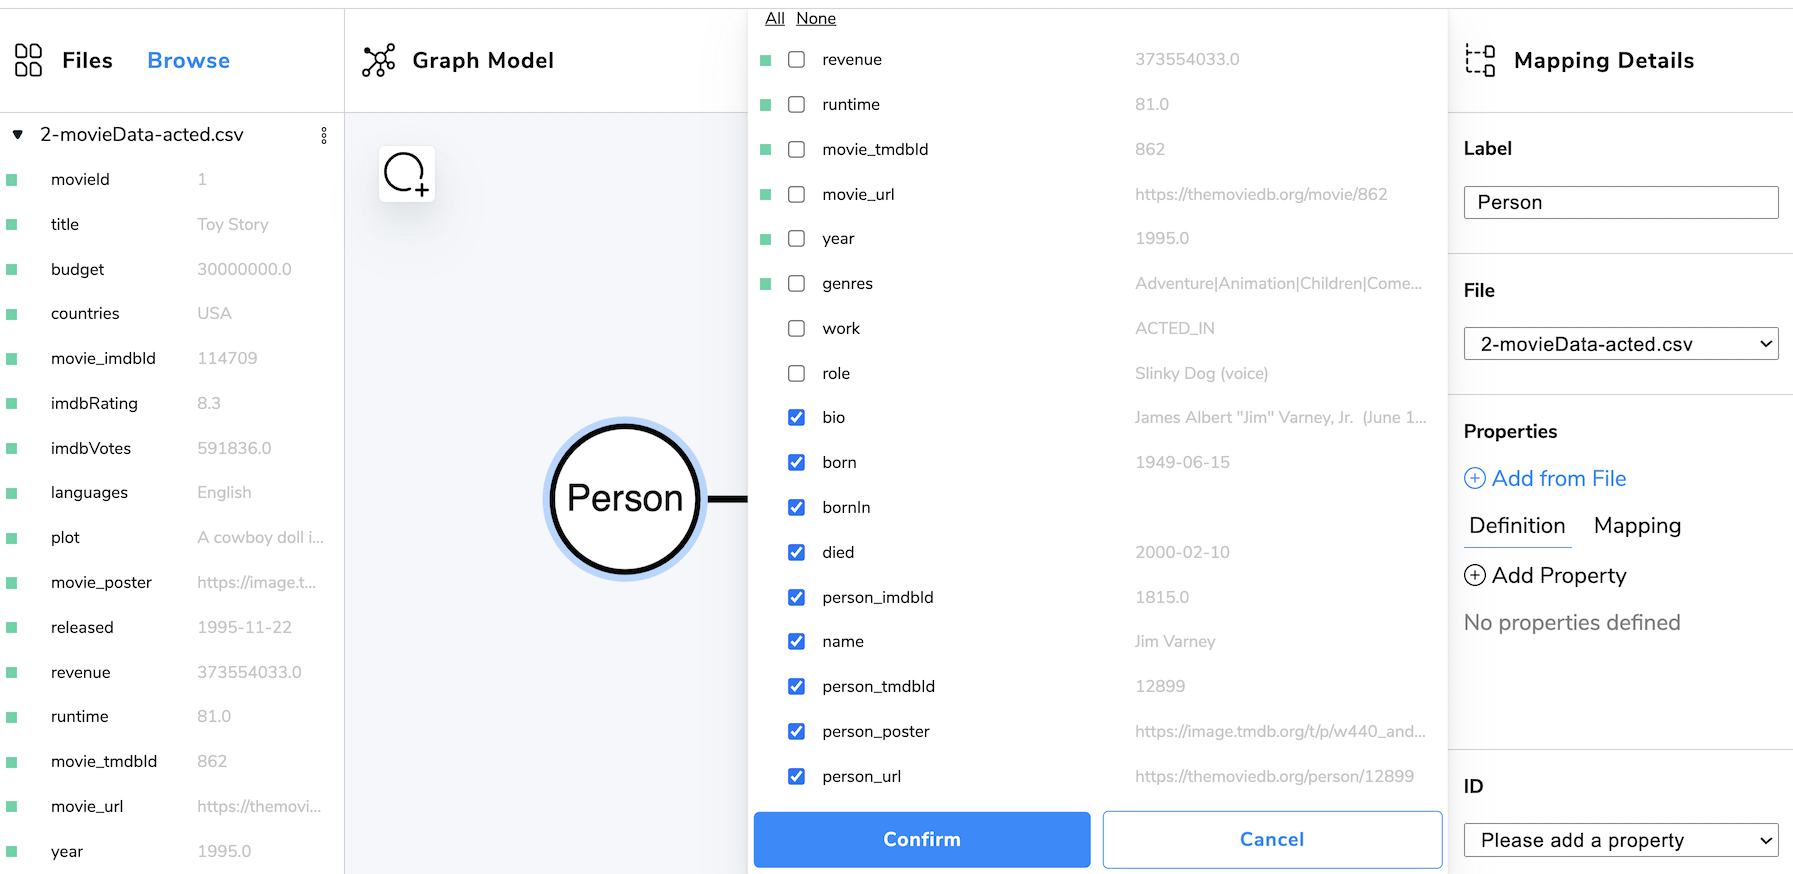 Files Browse
2-movieData-acted.csv
movieId 1
title Toy Story
budget 30000000.0
countries USA
movie_imdbId 114709
imdbRating 8.3
imdbVotes 591836.0
languages English
plot A cowboy doll i...
movie_poster https://image.t...
released 1995-11-22
revenue 373554033.0
runtime 81.0
movie_tmdbId 862
movie_url https://themovi...
year 1995.0
Graph Model
Person
All None
revenue 373554033.0
runtime 81.0
movie_tmdbId 862
movie_url https://themoviedb.org/movie/862
year 1995.0
genres Adventure|Animation|Children|Come...
work ACTED_IN
role Slinky Dog (voice)
bio James Albert "Jim" Varney, Jr. (June 1...
born 1949-06-15
bornIn
died 2000-02-10
person_imdbId 1815.0
name Jim Varney
person_tmdbId 12899
person_poster https://image.tmdb.org/t/p/w440_and...
person_url https://themoviedb.org/person/12899
Confirm Cancel
Mapping Details
Label
Person
File
2-movieData-acted.csv
Properties
Add from File
Definition Mapping
Add Property
No properties defined
ID
Please add a property